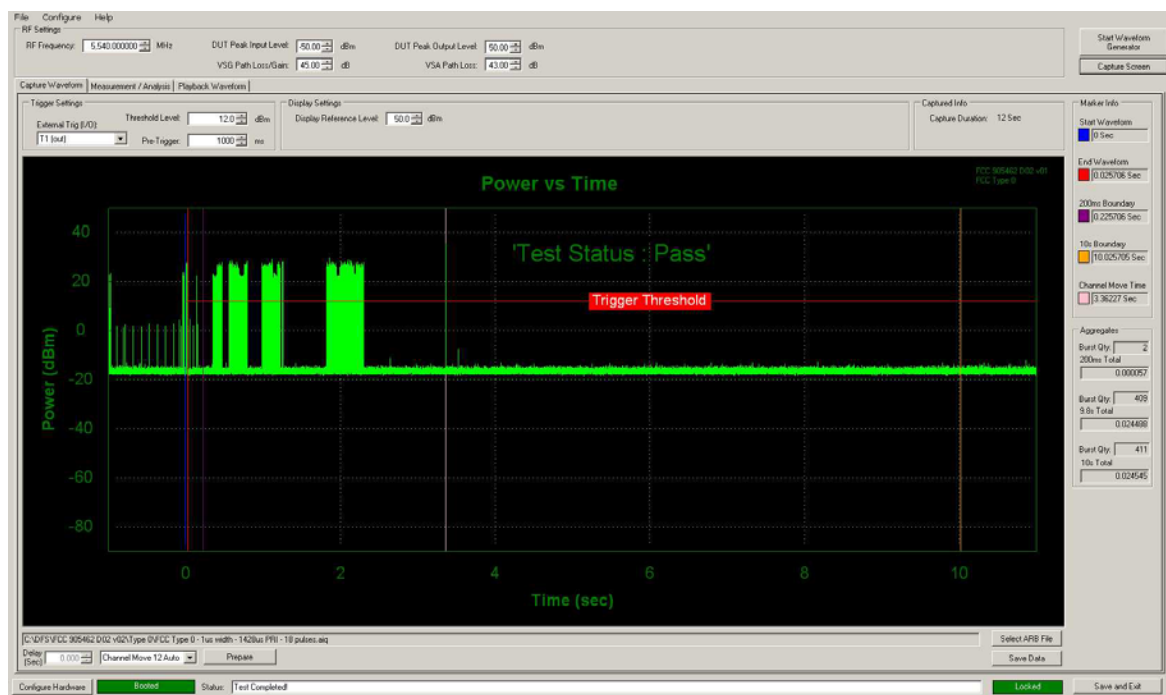 File Configure Help
RF Settings
RF Frequency: 5,540.000000 MHz DUT Peak Input Level: -50.00 dBm DUT Peak Output Level: 50.00 dBm
VSG Path Loss/Gain: 45.00 dB VSA Path Loss: 43.00 dB
Start Waveform Generator
Capture Screen
Capture Waveform Measurement / Analysis Playback Waveform
Trigger Settings
External Trig (I/O): Threshold Level: 12.0 dBm
T1 (out) Pre-Trigger: 1000 ms
Display Settings
Display Reference Level: 50.0 dBm
Captured Info
Capture Duration: 12 Sec
Marker Info
Start Waveform
0 Sec
End Waveform
0.025706 Sec
200ms Boundary
0.225706 Sec
10s Boundary
10.025705 Sec
Channel Move Time
3.36227 Sec
Aggregates
Burst Qty: 2
200ms Total
0.000057
Burst Qty: 409
9.8s Total
0.024488
Burst Qty: 411
10s Total
0.024545
Power vs Time
FCC 905462 D02 v01
FCC Type 0
'Test Status : Pass'
Trigger Threshold
Power (dBm)
40
20
0
-20
-40
-60
-80
0 2 4 6 8 10
Time (sec)
C:\DFS\FCC 905462 D02 v02\Type 0\FCC Type 0 - 1us width - 1428us PRI - 18 pulses.aiq
Select ARB File
Delay (Sec) 0.000 Channel Move 12 Auto Prepare
Save Data
Configure Hardware Booted Status: Test Completed! Locked Save and Exit